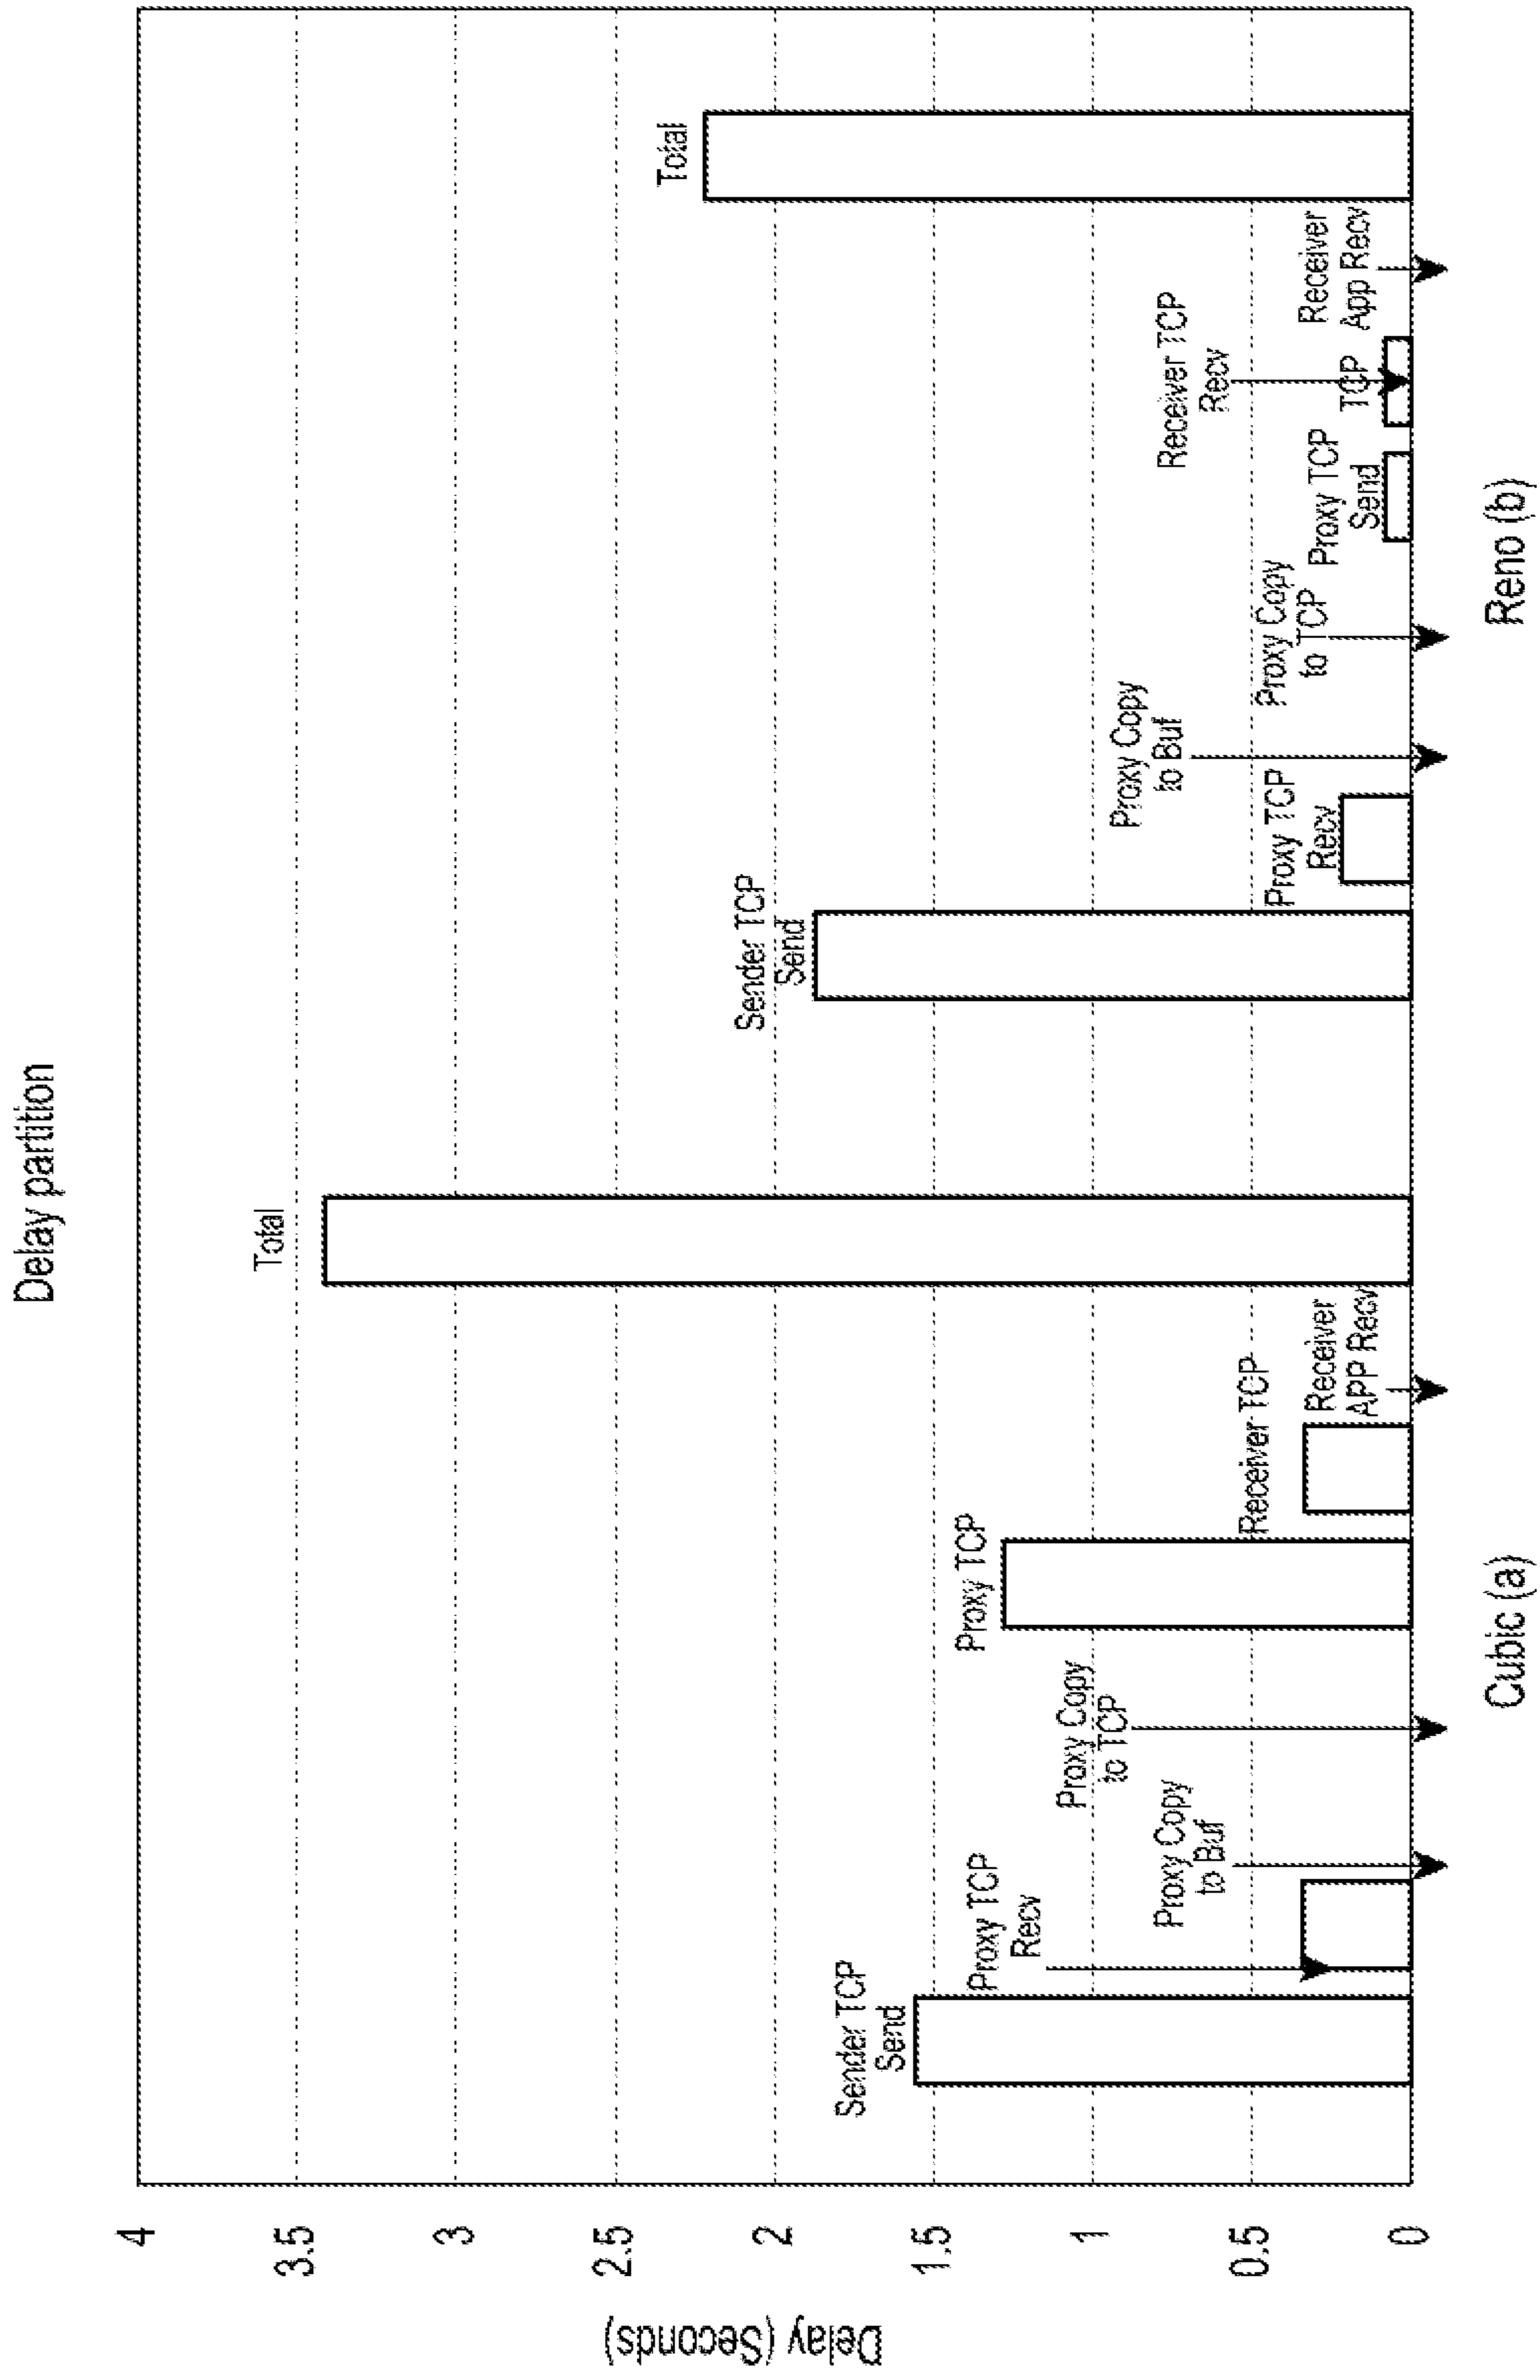 Delay partition
Delay (Seconds)
4
3.5
3
2.5
2
1.5
1
0.5
0
Sender TCP
Send
Proxy TCP
Recv
Proxy Copy
to Buf
Proxy Copy
to TCP
Proxy TCP
Receiver TCP
Receiver
APP Recv
Total
Sender TCP
Send
Proxy TCP
Recv
Proxy Copy
to Buf
Proxy Copy
to TCP
Proxy TCP
Send
TCP
Receiver TCP
Recv
Receiver
App Recv
Total
Cubic (a)
Reno (b)